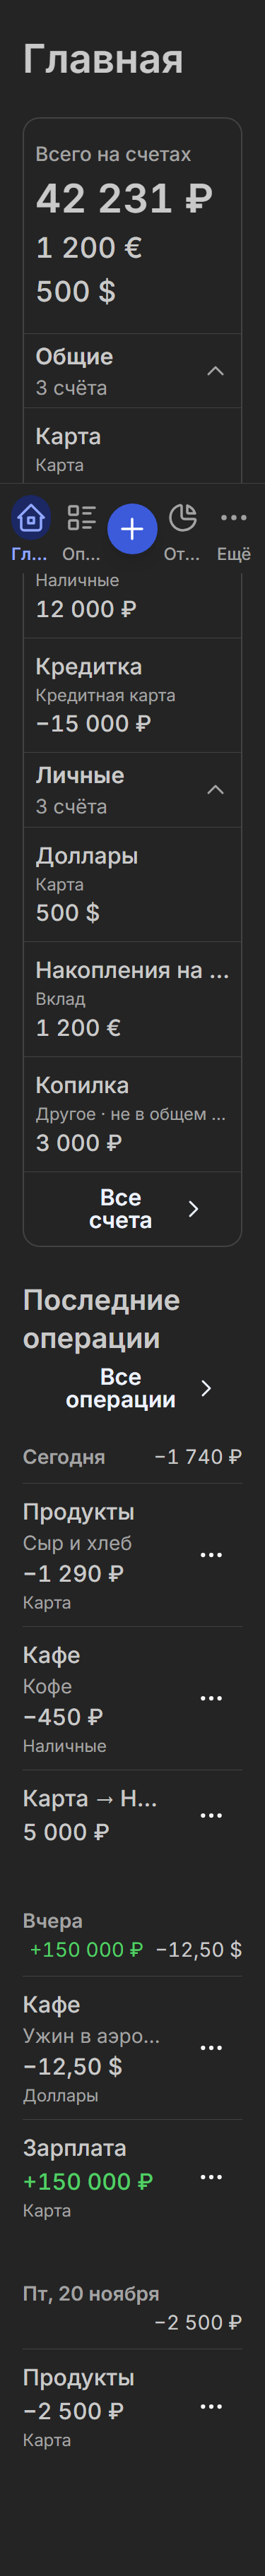 Главная
Всего на счетах
42 231 ₽
1 200 €
500 $
Общие
3 счёта
Карта
Карта
Гл...
Оп...
От...
Ещё
Наличные
12 000 ₽
Кредитка
Кредитная карта
−15 000 ₽
Личные
3 счёта
Доллары
Карта
500 $
Накопления на ...
Вклад
1 200 €
Копилка
Другое · не в общем ...
3 000 ₽
Все
счета
Последние
операции
Все
операции
Сегодня −1 740 ₽
Продукты
Сыр и хлеб
−1 290 ₽
Карта
Кафе
Кофе
−450 ₽
Наличные
Карта → Н...
5 000 ₽
Вчера
+150 000 ₽ −12,50 $
Кафе
Ужин в аэро...
−12,50 $
Доллары
Зарплата
+150 000 ₽
Карта
Пт, 20 ноября
−2 500 ₽
Продукты
−2 500 ₽
Карта